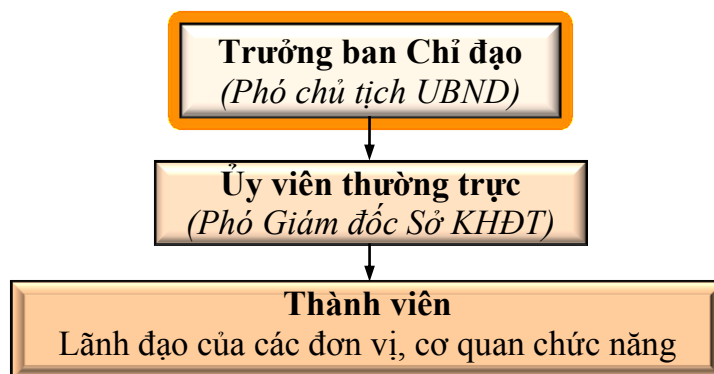 Trưởng ban Chỉ đạo
(Phó chủ tịch UBND)
Ủy viên thường trực
(Phó Giám đốc Sở KHĐT)
Thành viên
Lãnh đạo của các đơn vị, cơ quan chức năng